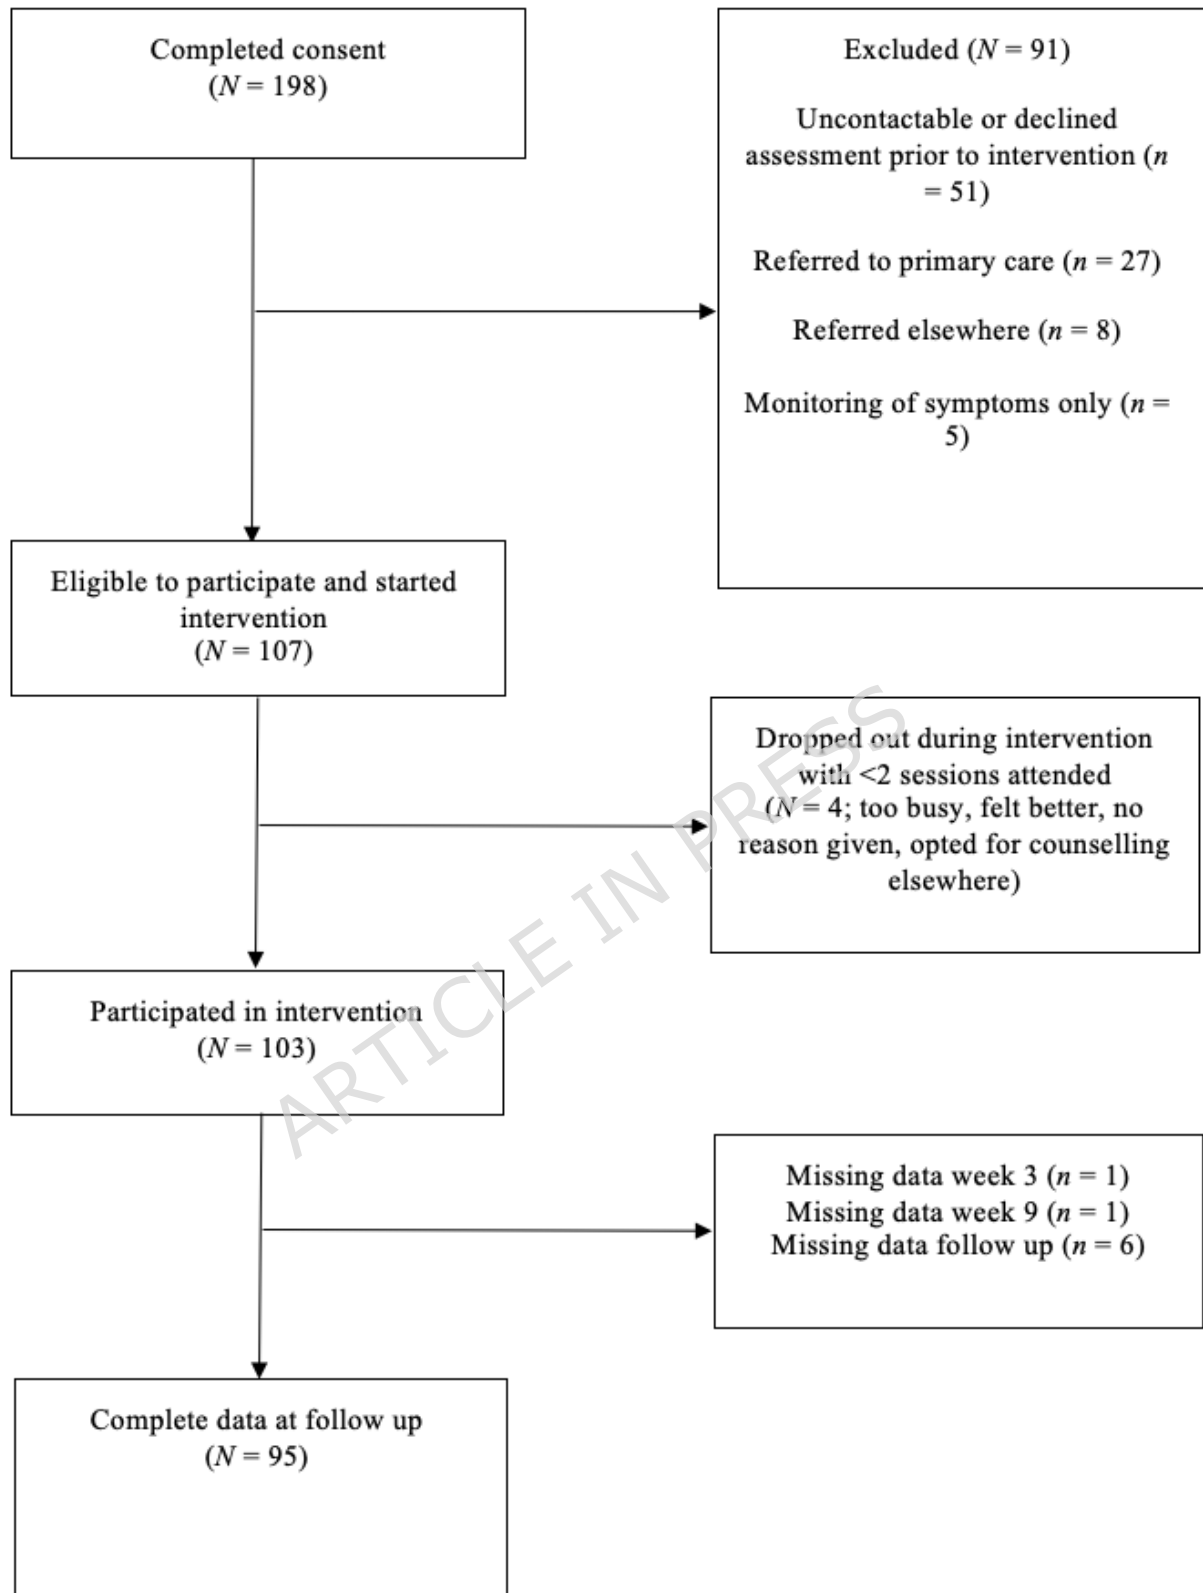 Completed consent
(N = 198)
Excluded (N = 91)
Uncontactable or declined
assessment prior to intervention (n
= 51)
Referred to primary care (n = 27)
Referred elsewhere (n = 8)
Monitoring of symptoms only (n =
5)
Eligible to participate and started
intervention
(N = 107)
Dropped out during intervention
with <2 sessions attended
(N = 4; too busy, felt better, no
reason given, opted for counselling
elsewhere)
Participated in intervention
(N = 103)
Missing data week 3 (n = 1)
Missing data week 9 (n = 1)
Missing data follow up (n = 6)
Complete data at follow up
(N = 95)
ARTICLE IN PRESS